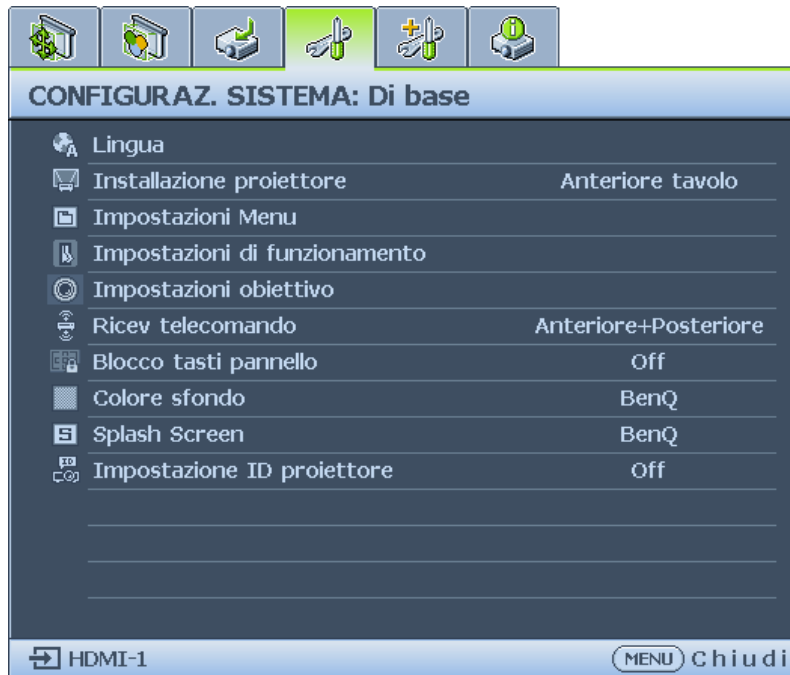 CONFIGURAZ. SISTEMA: Di base
Lingua
Installazione proiettore Anteriore tavolo
Impostazioni Menu
Impostazioni di funzionamento
Impostazioni obiettivo
Ricev telecomando Anteriore+Posteriore
Blocco tasti pannello Off
Colore sfondo BenQ
Splash Screen BenQ
Impostazione ID proiettore Off
HDMI-1 MENU Chiudi